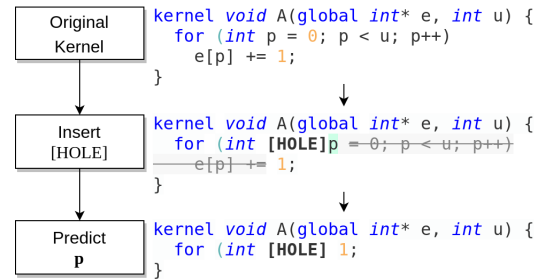 Original
Kernel
kernel void A(global int* e, int u) {
for (int p = 0; p < u; p++)
e[p] += 1;
}
Insert
[HOLE]
kernel void A(global int* e, int u) {
for (int [HOLE]p = 0; p < u; p++)
e[p] += 1;
}
Predict
p
kernel void A(global int* e, int u) {
for (int [HOLE] 1;
}